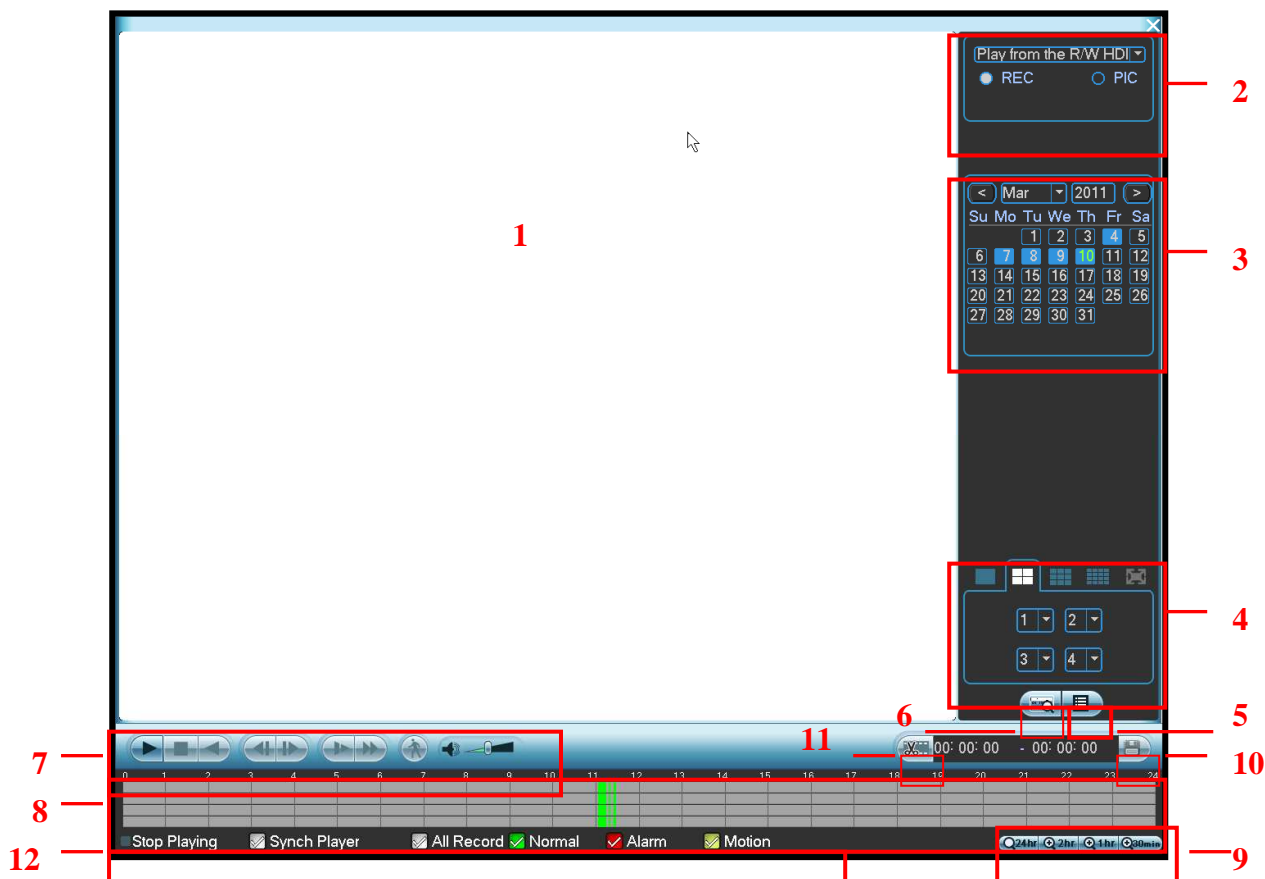 Play from the R/W HDI
REC PIC
2
< Mar 2011 >
Su Mo Tu We Th Fr Sa
1 2 3 4 5
6 7 8 9 10 11 12
13 14 15 16 17 18 19
20 21 22 23 24 25 26
27 28 29 30 31
3
1
1 2
3 4
4
6
5
11
00: 00: 00 - 00: 00: 00
10
7
0 1 2 3 4 5 6 7 8 9 10 11 12 13 14 15 16 17 18 19 20 21 22 23 24
8
Stop Playing Synch Player All Record Normal Alarm Motion
24hr 2hr 1hr 30min
9
12